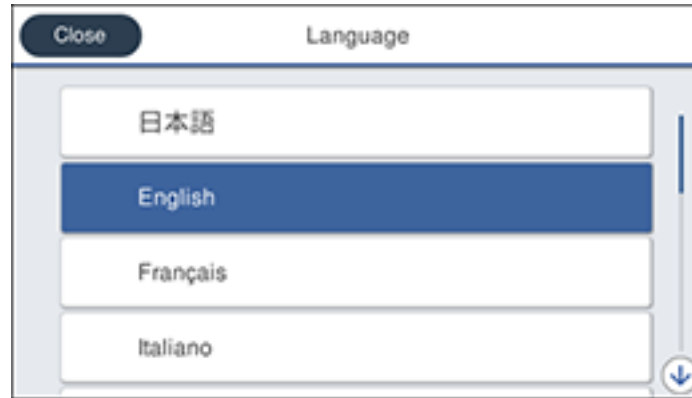 Close
Language
日本語
English
Français
Italiano